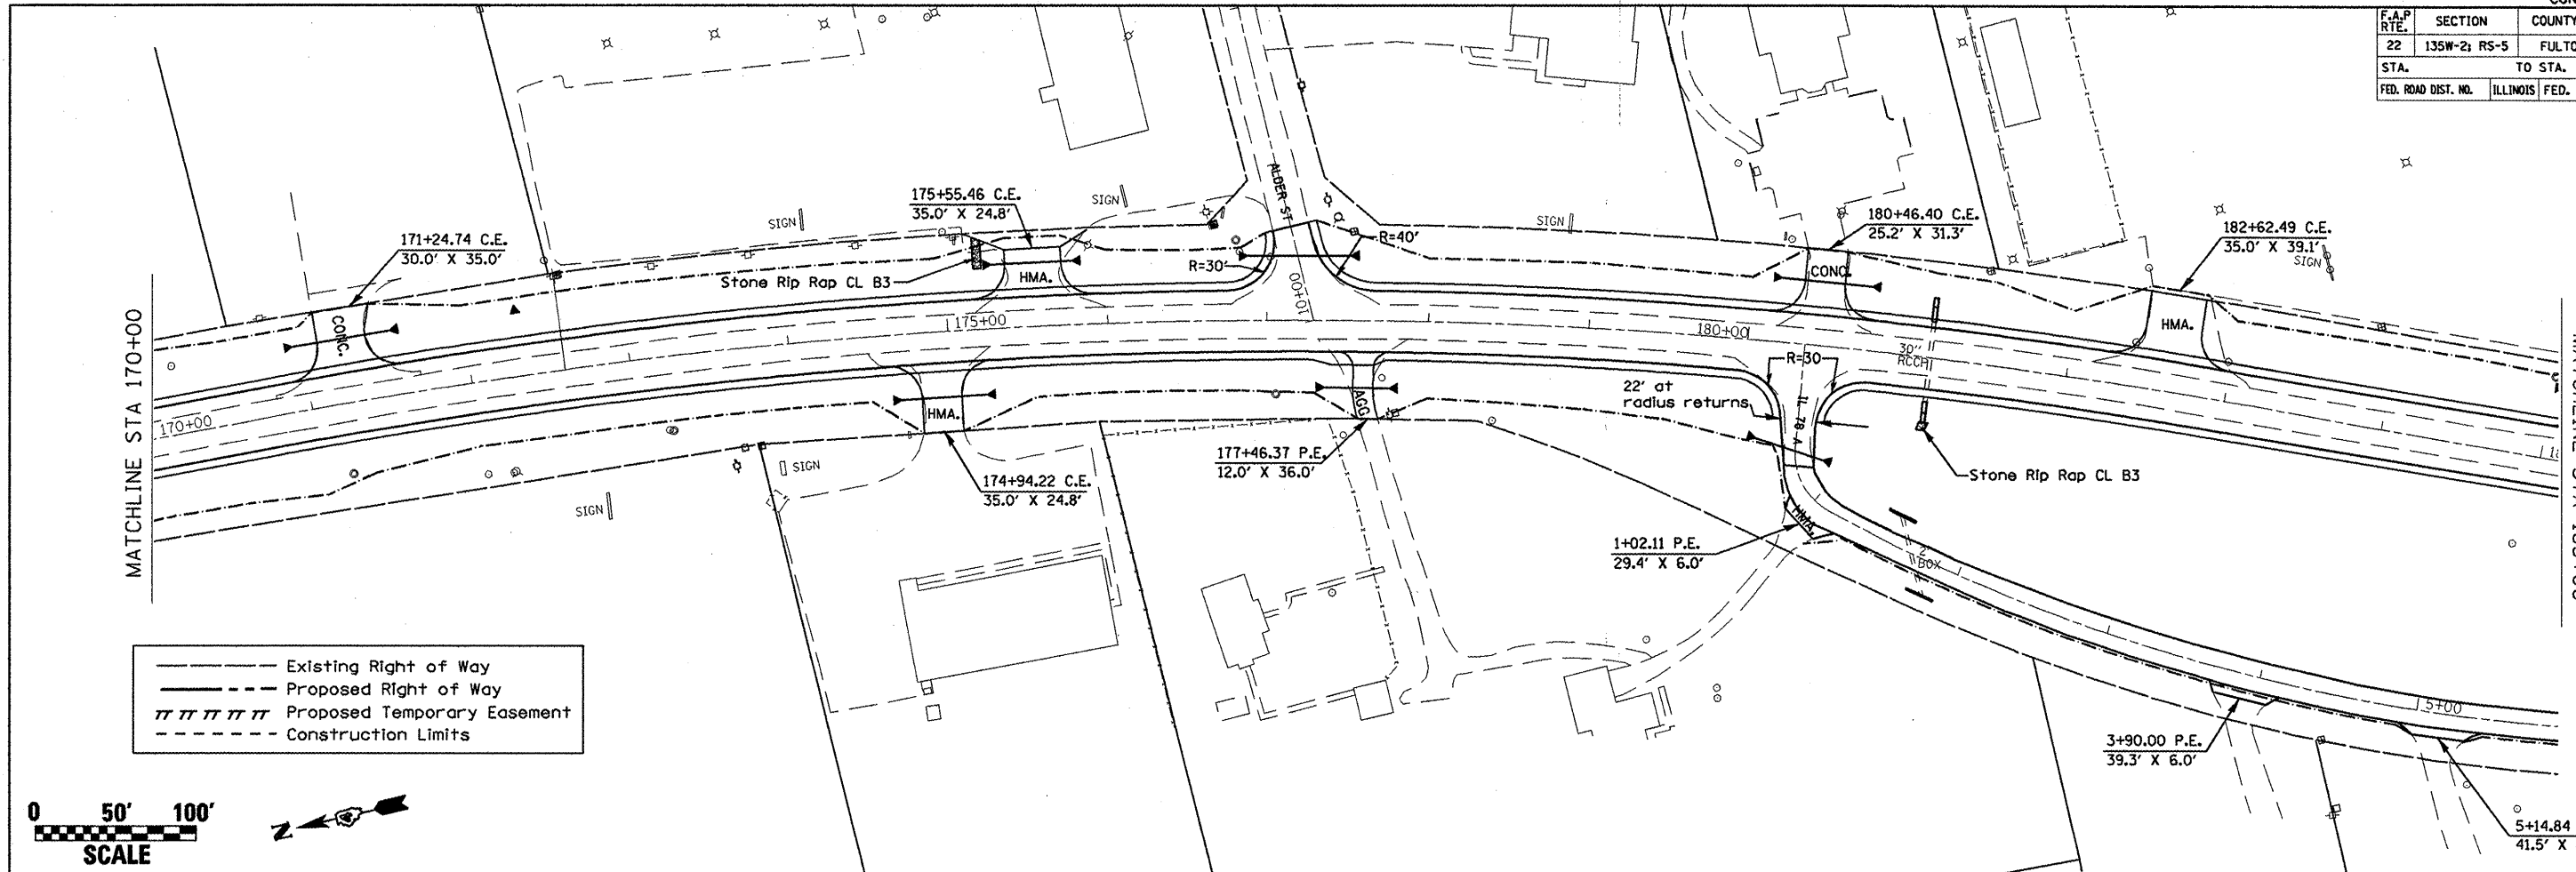 F.A.P RTE. SECTION COUNTY
22 135W-2; RS-5 FULTO
STA. TO STA.
FED. ROAD DIST. NO. ILLINOIS FED.
MATCHLINE STA 170+00
171+24.74 C.E.
30.0' X 35.0'
CONC.
170+00
SIGN
175+55.46 C.E.
35.0' X 24.8'
Stone Rip Rap CL B3
HMA.
SIGN
175+00
ALDER ST
R=30'
R=40'
10+00
SIGN
180+46.40 C.E.
25.2' X 31.3'
CONC.
180+00
182+62.49 C.E.
35.0' X 39.1'
SIGN
HMA.
30"
RCCH
R=30
22' at
radius returns
IL 78 A
Stone Rip Rap CL B3
HMA.
174+94.22 C.E.
35.0' X 24.8'
SIGN
SIGN
177+46.37 P.E.
12.0' X 36.0'
AGG
1+02.11 P.E.
29.4' X 6.0'
HMA.
2'
BOX
3+90.00 P.E.
39.3' X 6.0'
5+00
5+14.84
41.5' X
Existing Right of Way
Proposed Right of Way
Proposed Temporary Easement
Construction Limits
0 50' 100'
SCALE
N